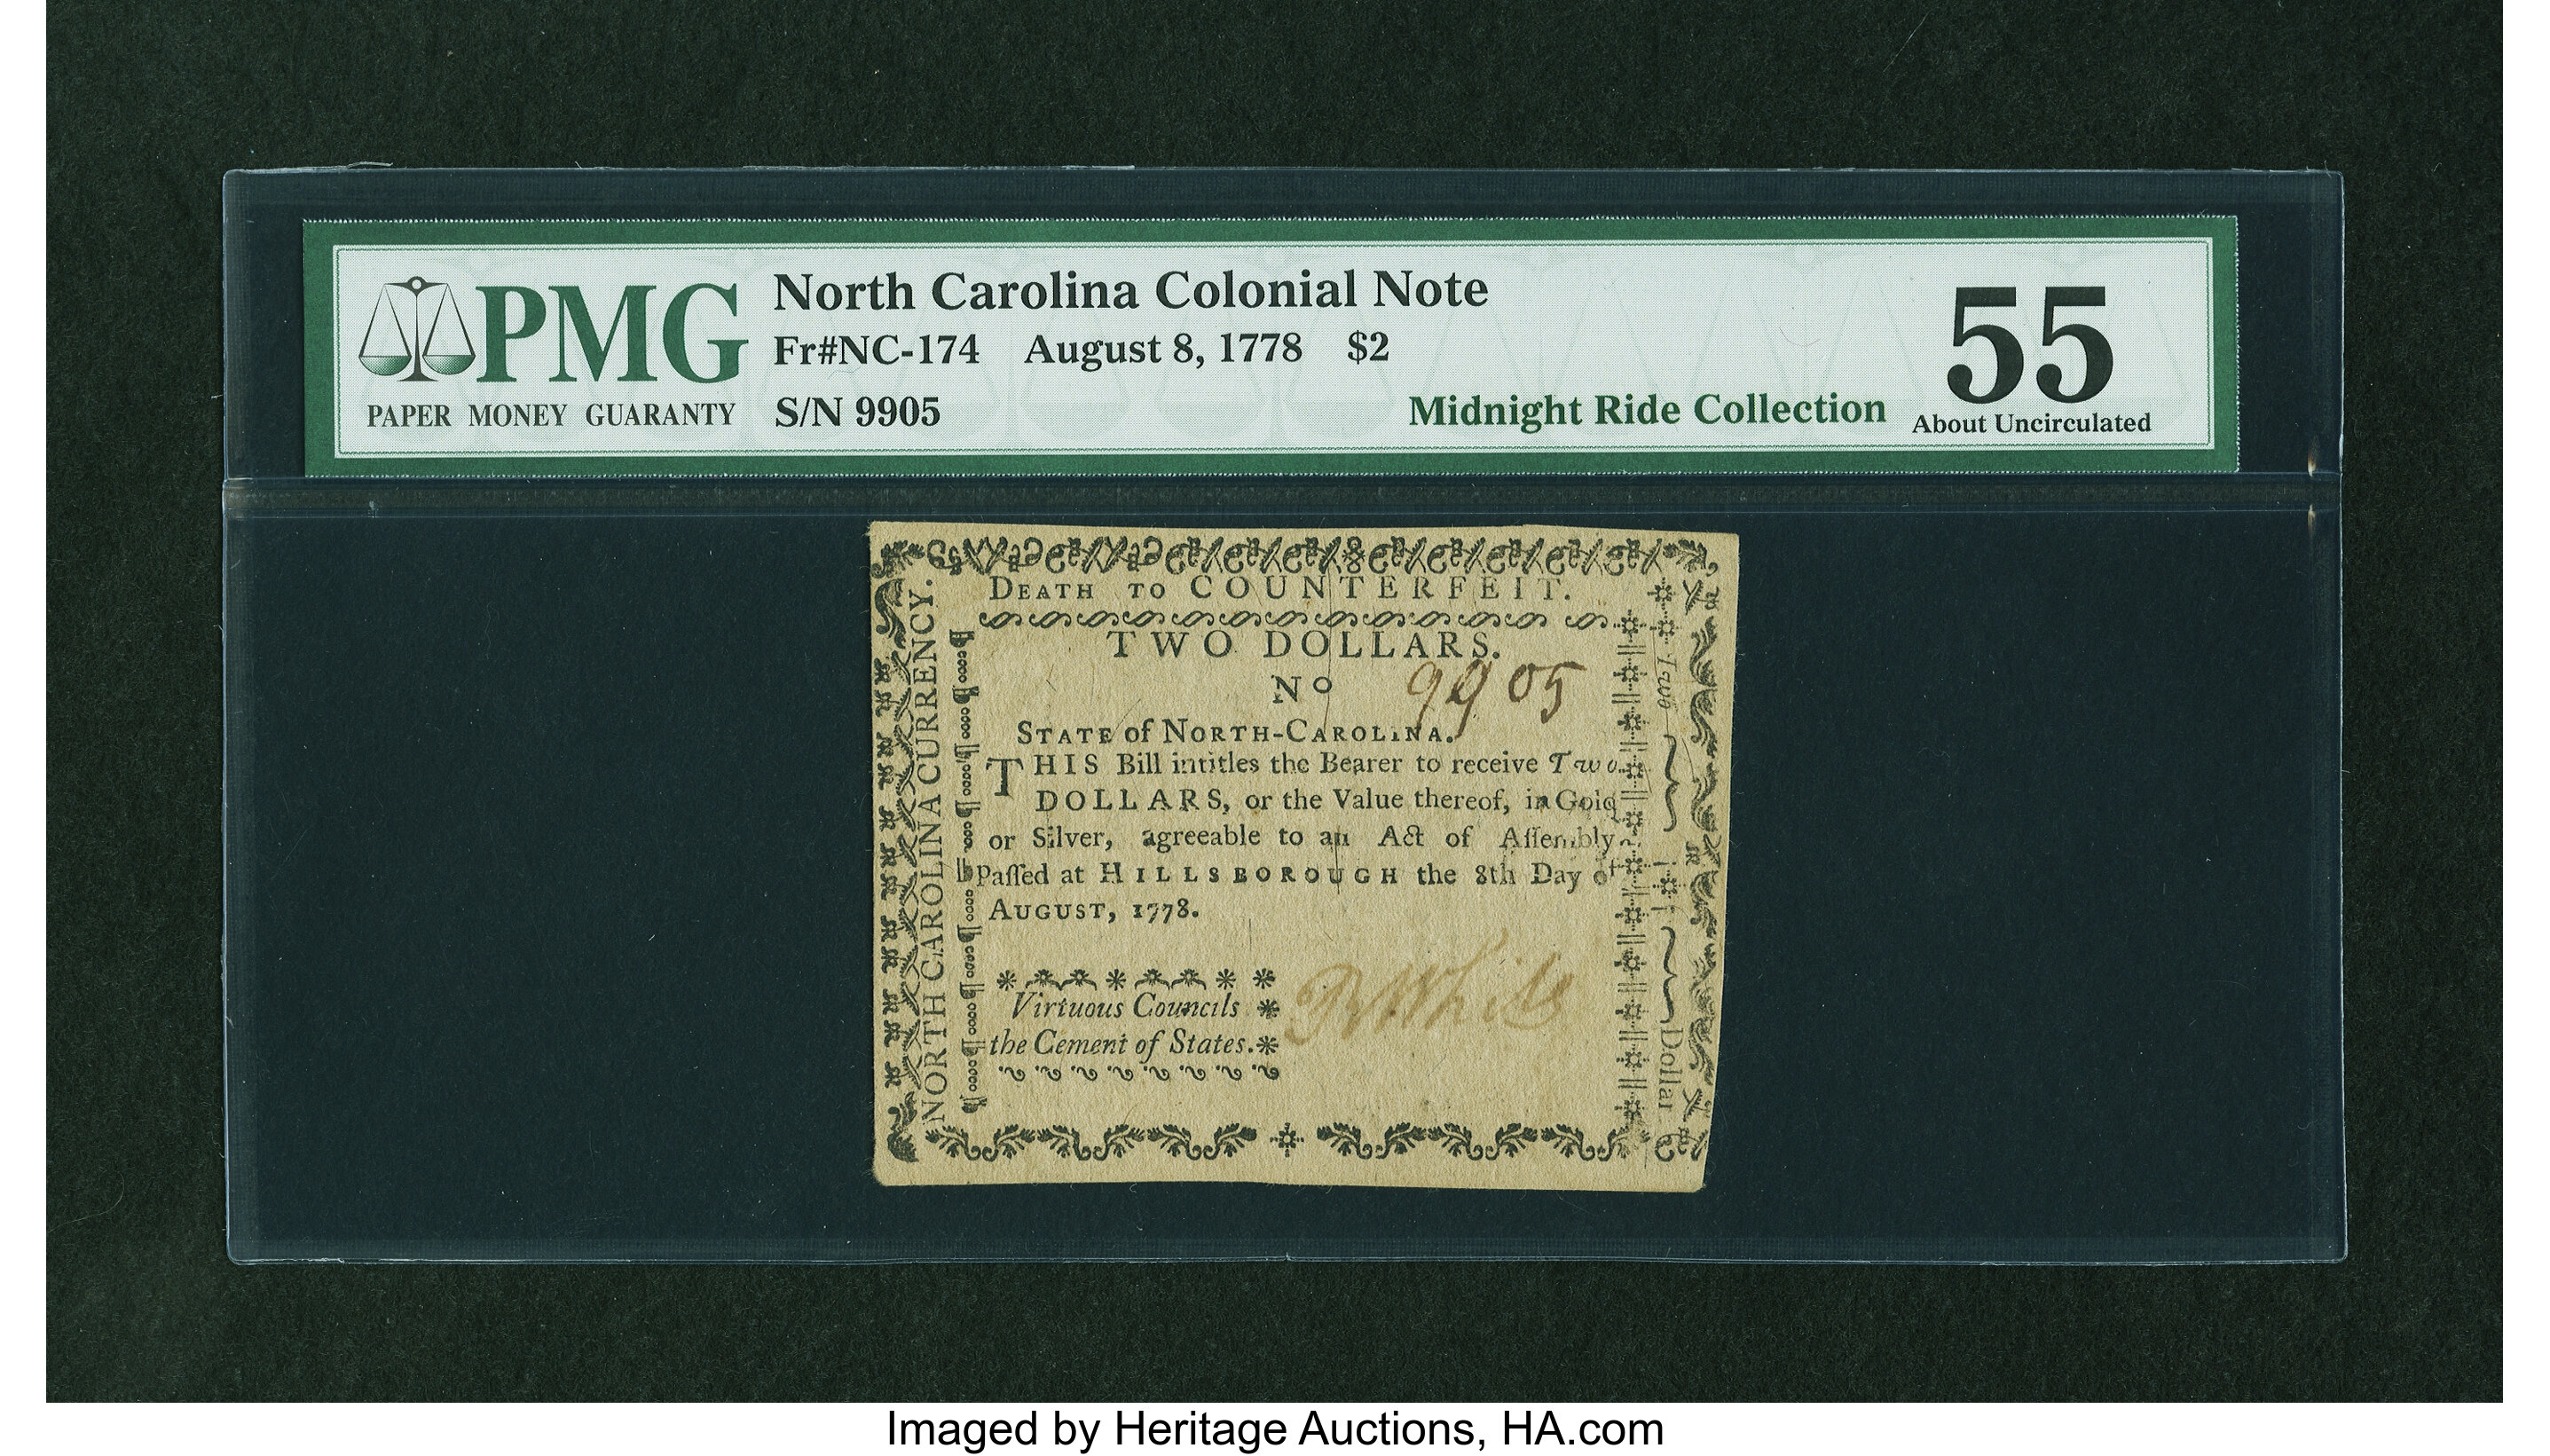 PMG
PAPER MONEY GUARANTY
North Carolina Colonial Note
Fr#NC-174 August 8, 1778 $2
S/N 9905
Midnight Ride Collection
55
About Uncirculated
DEATH TO COUNTERFEIT.
TWO DOLLARS.
No 9905
STATE of NORTH-CAROLINA.
THIS Bill intitles the Bearer to receive Two
DOLLARS, or the Value thereof, in Gold
or Silver, agreeable to an Act of Aſſembly
Paſſed at HILLSBOROUGH the 8th Day of
AUGUST, 1778.
Virtuous Councils
the Cement of States.
NORTH CAROLINA CURRENCY.
Two
Dollar
White
Imaged by Heritage Auctions, HA.com